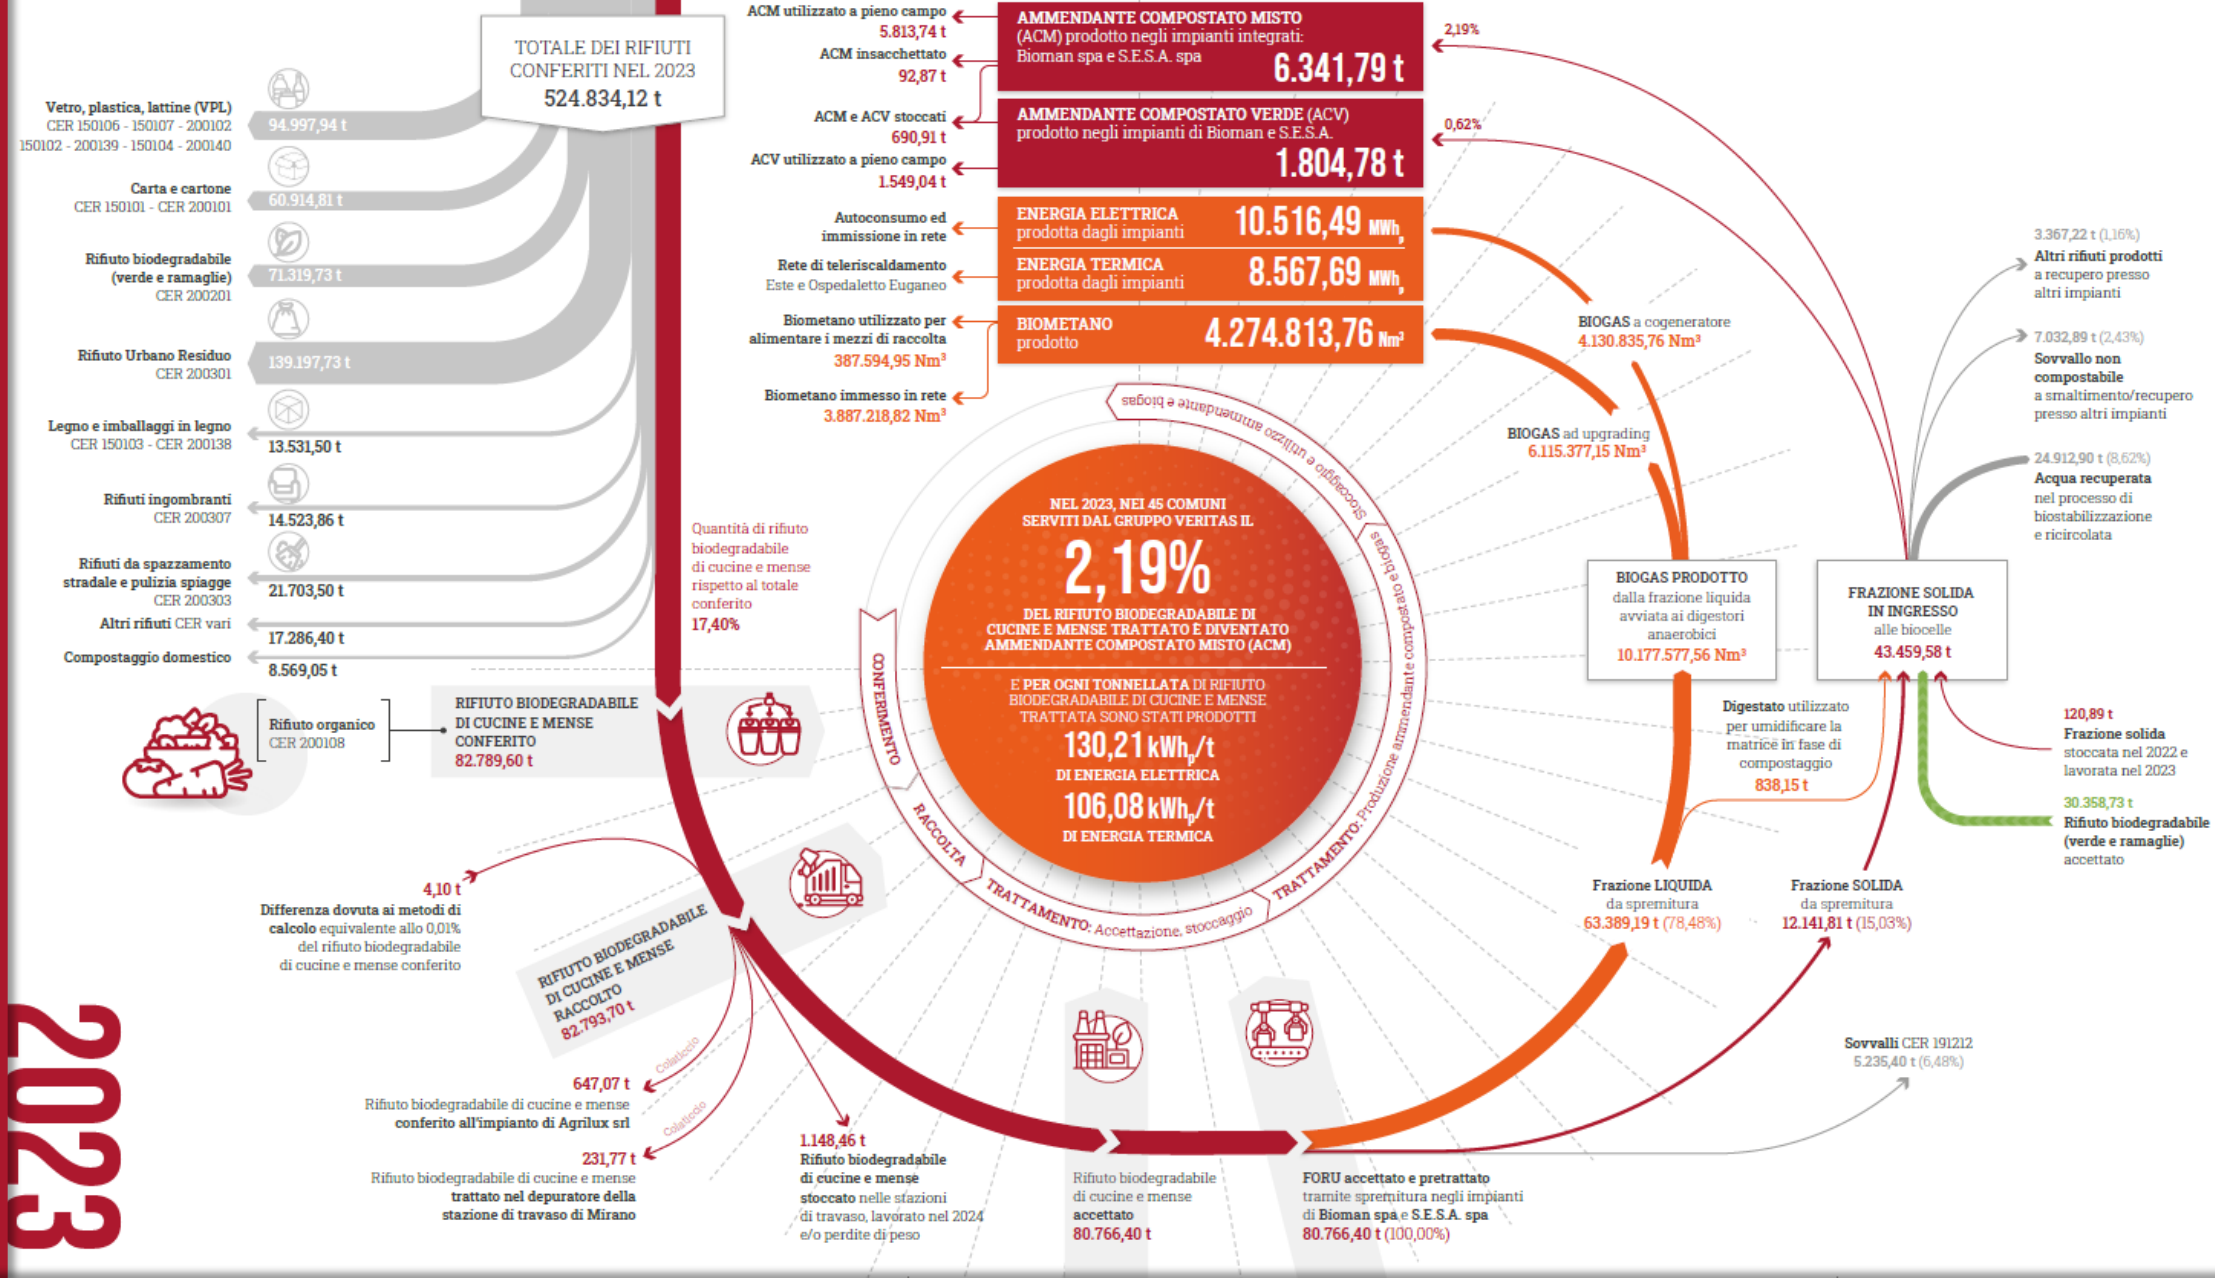 TOTALE DEI RIFIUTI
CONFERITI NEL 2023
524.834,12 t
Vetro, plastica, lattine (VPL)
CER 150106 - 150107 - 200102
150102 - 200139 - 150104 - 200140
94.997,94 t
Carta e cartone
CER 150101 - CER 200101
60.914,81 t
Rifiuto biodegradabile
(verde e ramaglie)
CER 200201
71.319,73 t
Rifiuto Urbano Residuo
CER 200301
139.197,73 t
Legno e imballaggi in legno
CER 150103 - CER 200138
13.531,50 t
Rifiuti ingombranti
CER 200307
14.523,86 t
Rifiuti da spazzamento
stradale e pulizia spiagge
CER 200303
21.703,50 t
Altri rifiuti CER vari
17.286,40 t
Compostaggio domestico
8.569,05 t
Rifiuto organico
CER 200108
RIFIUTO BIODEGRADABILE
DI CUCINE E MENSE
CONFERITO
82.789,60 t
Quantità di rifiuto
biodegradabile
di cucine e mense
rispetto al totale
conferito
17,40%
ACM utilizzato a pieno campo
5.813,74 t
ACM insacchettato
92,87 t
ACM e ACV stoccati
690,91 t
ACV utilizzato a pieno campo
1.549,04 t
Autoconsumo ed
immissione in rete
Rete di teleriscaldamento
Este e Ospedaletto Euganeo
Biometano utilizzato per
alimentare i mezzi di raccolta
387.594,95 Nm³
Biometano immesso in rete
3.887.218,82 Nm³
AMMENDANTE COMPOSTATO MISTO
(ACM) prodotto negli impianti integrati:
Bioman spa e S.E.S.A. spa
6.341,79 t
AMMENDANTE COMPOSTATO VERDE (ACV)
prodotto negli impianti di Bioman e S.E.S.A.
1.804,78 t
ENERGIA ELETTRICA
prodotta dagli impianti
10.516,49 MWhp
ENERGIA TERMICA
prodotta dagli impianti
8.567,69 MWhp
BIOMETANO
prodotto
4.274.813,76 Nm³
2,19%
0,62%
BIOGAS a cogeneratore
4.130.835,76 Nm³
BIOGAS ad upgrading
6.115.377,15 Nm³
BIOGAS PRODOTTO
dalla frazione liquida
avviata ai digestori
anaerobici
10.177.577,56 Nm³
FRAZIONE SOLIDA
IN INGRESSO
alle biocelle
43.459,58 t
3.367,22 t (1,16%)
Altri rifiuti prodotti
a recupero presso
altri impianti
7.032,89 t (2,43%)
Sovvallo non
compostabile
a smaltimento/recupero
presso altri impianti
24.912,90 t (8,62%)
Acqua recuperata
nel processo di
biostabilizzazione
e ricircolata
Digestato utilizzato
per umidificare la
matrice in fase di
compostaggio
838,15 t
120,89 t
Frazione solida
stoccata nel 2022 e
lavorata nel 2023
30.358,73 t
Rifiuto biodegradabile
(verde e ramaglie)
accettato
Frazione LIQUIDA
da spremitura
63.389,19 t (78,48%)
Frazione SOLIDA
da spremitura
12.141,81 t (15,03%)
Sovvalli CER 191212
5.235,40 t (6,48%)
NEL 2023, NEI 45 COMUNI
SERVITI DAL GRUPPO VERITAS IL
2,19%
DEL RIFIUTO BIODEGRADABILE DI
CUCINE E MENSE TRATTATO È DIVENTATO
AMMENDANTE COMPOSTATO MISTO (ACM)
E PER OGNI TONNELLATA DI RIFIUTO
BIODEGRADABILE DI CUCINE E MENSE
TRATTATA SONO STATI PRODOTTI
130,21 kWhp/t
DI ENERGIA ELETTRICA
106,08 kWhp/t
DI ENERGIA TERMICA
CONFERIMENTO
RACCOLTA
TRATTAMENTO: Accettazione, stoccaggio
TRATTAMENTO: Produzione ammendante compostato e biogas
Stoccaggio e utilizzo ammendante e biogas
4,10 t
Differenza dovuta ai metodi di
calcolo equivalente allo 0,01%
del rifiuto biodegradabile
di cucine e mense conferito
RIFIUTO BIODEGRADABILE
DI CUCINE E MENSE
RACCOLTO
82.793,70 t
Colaticcio
647,07 t
Rifiuto biodegradabile di cucine e mense
conferito all'impianto di Agrilux srl
Colaticcio
231,77 t
Rifiuto biodegradabile di cucine e mense
trattato nel depuratore della
stazione di travaso di Mirano
1.148,46 t
Rifiuto biodegradabile
di cucine e mense
stoccato nelle stazioni
di travaso, lavorato nel 2024
e/o perdite di peso
Rifiuto biodegradabile
di cucine e mense
accettato
80.766,40 t
FORU accettato e pretrattato
tramite spremitura negli impianti
di Bioman spa e S.E.S.A. spa
80.766,40 t (100,00%)
2023